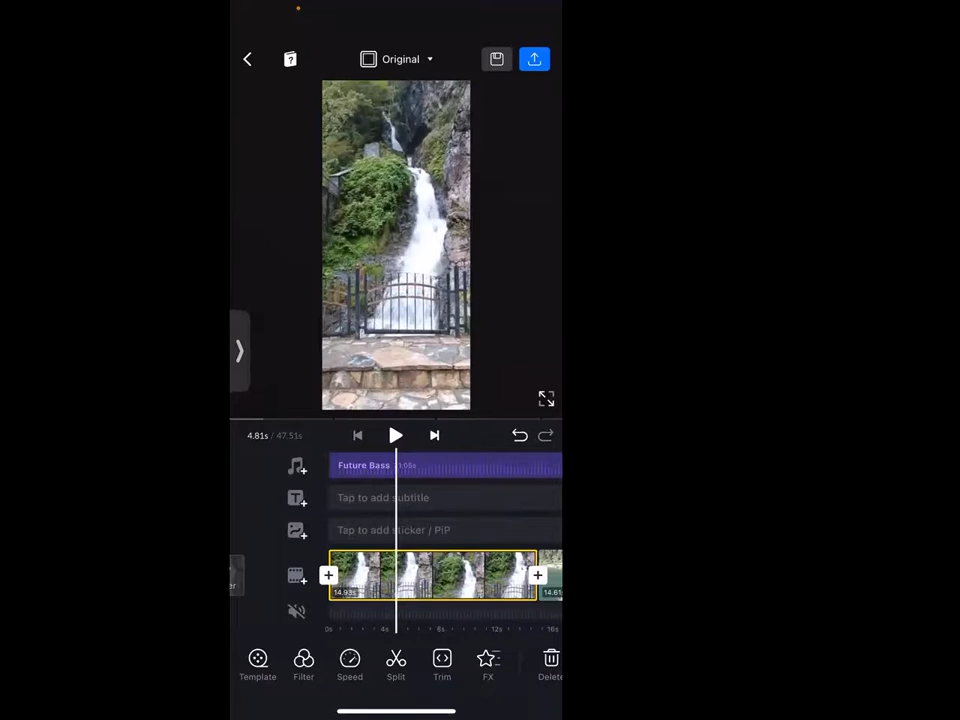 ?
Original
4.81s / 47.51s
Future Bass
Tap to add subtitle
Tap to add sticker / PiP
14.93s
14.61s
0s 4s 8s 12s 16s
Template Filter Speed Split Trim FX Delete